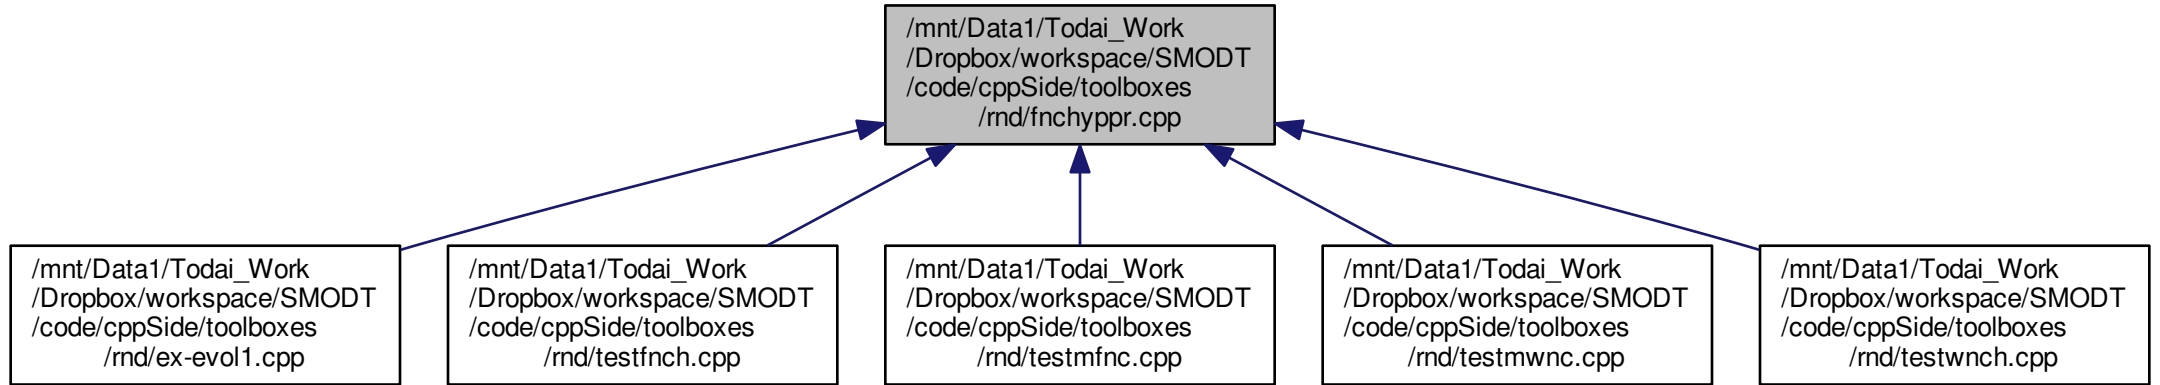 /mnt/Data1/Todai_Work
/Dropbox/workspace/SMODT
/code/cppSide/toolboxes
/rnd/fnchyppr.cpp
/mnt/Data1/Todai_Work
/Dropbox/workspace/SMODT
/code/cppSide/toolboxes
/rnd/ex-evol1.cpp
/mnt/Data1/Todai_Work
/Dropbox/workspace/SMODT
/code/cppSide/toolboxes
/rnd/testfnch.cpp
/mnt/Data1/Todai_Work
/Dropbox/workspace/SMODT
/code/cppSide/toolboxes
/rnd/testmfnc.cpp
/mnt/Data1/Todai_Work
/Dropbox/workspace/SMODT
/code/cppSide/toolboxes
/rnd/testmwnc.cpp
/mnt/Data1/Todai_Work
/Dropbox/workspace/SMODT
/code/cppSide/toolboxes
/rnd/testwnch.cpp